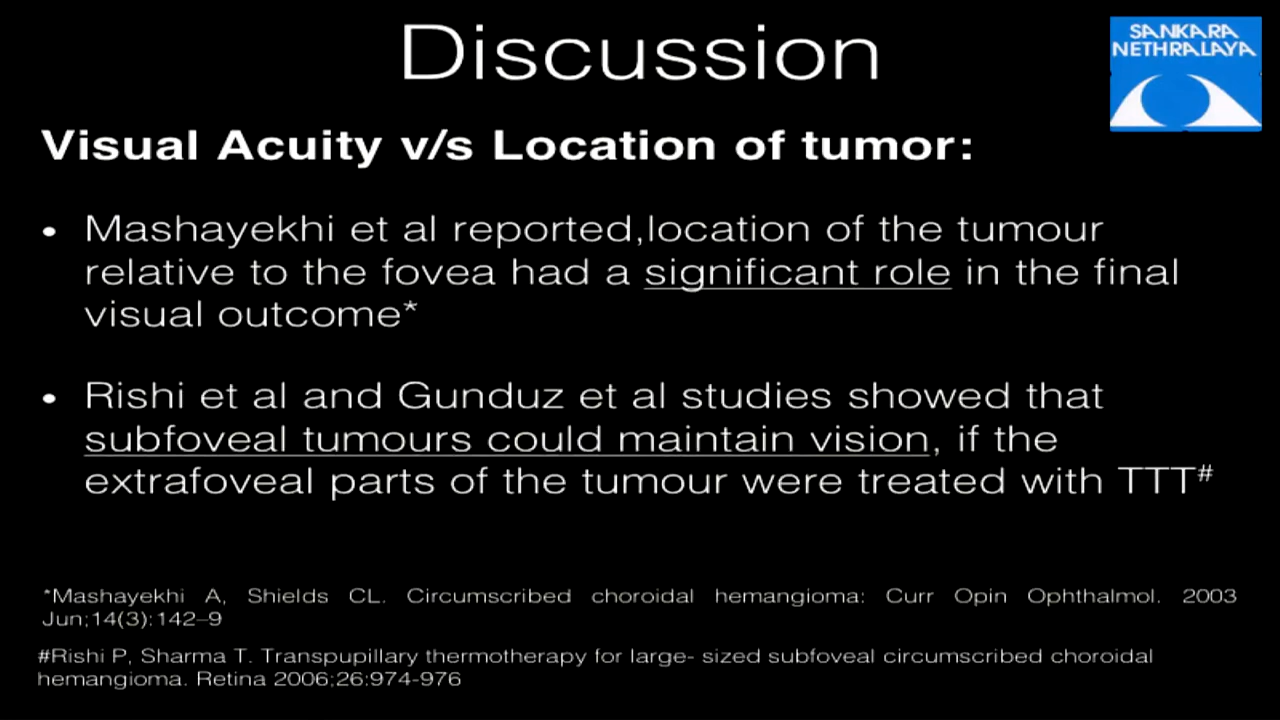 Discussion
SANKARA
NETHRALAYA
Visual Acuity v/s Location of tumor:
• Mashayekhi et al reported,location of the tumour
relative to the fovea had a significant role in the final
visual outcome*
• Rishi et al and Gunduz et al studies showed that
subfoveal tumours could maintain vision, if the
extrafoveal parts of the tumour were treated with TTT#
*Mashayekhi A, Shields CL. Circumscribed choroidal hemangioma: Curr Opin Ophthalmol. 2003
Jun;14(3):142–9
#Rishi P, Sharma T. Transpupillary thermotherapy for large- sized subfoveal circumscribed choroidal
hemangioma. Retina 2006;26:974-976